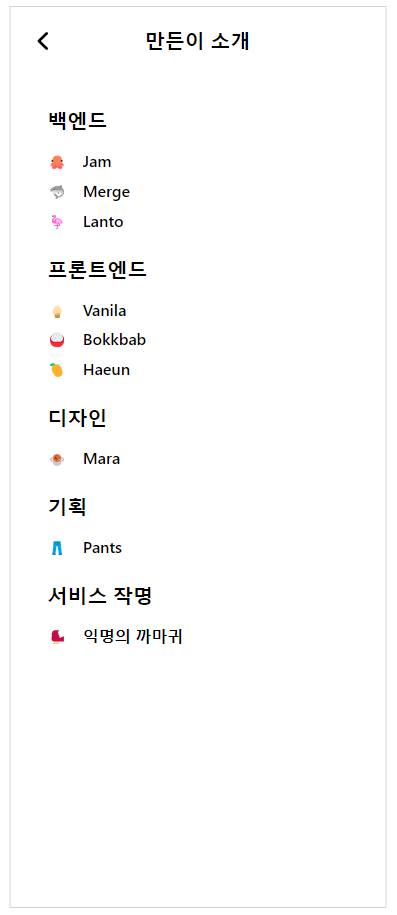 만든이 소개
백엔드
Jam
Merge
Lanto
프론트엔드
Vanila
Bokkbab
Haeun
디자인
Mara
기획
Pants
서비스 작명
익명의 까마귀